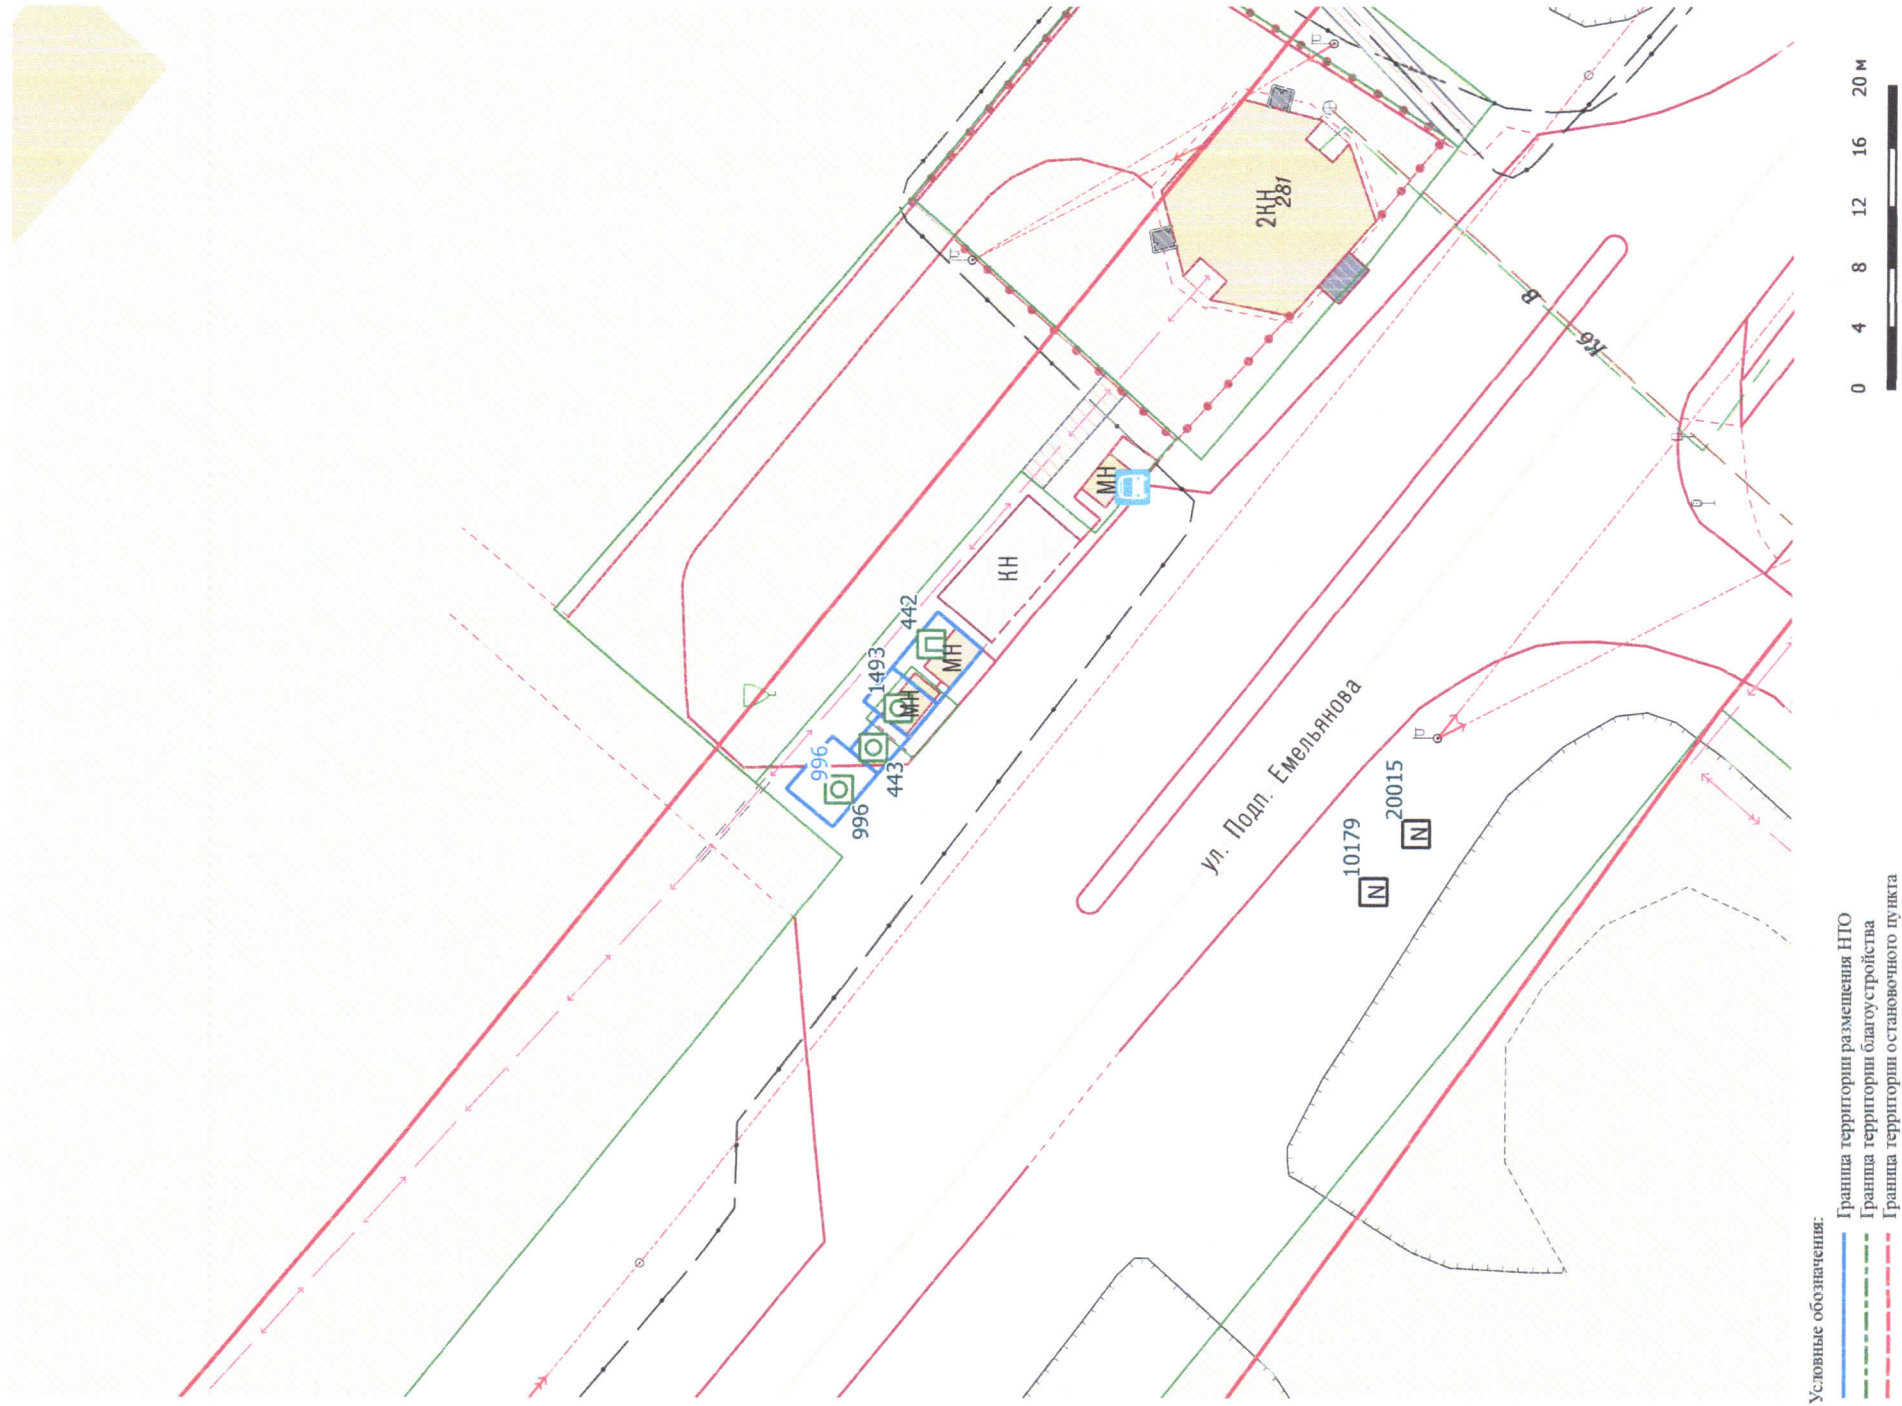 2КН
281
МН
КН
442
МН
1493
МН
996
443
996
В
Кб
ул. Подп. Емельянова
20015
N
10179
N
0 4 8 12 16 20 м
Условные обозначения:
Граница территории размещения НТО
Граница территории благоустройства
Граница территории остановочного пункта